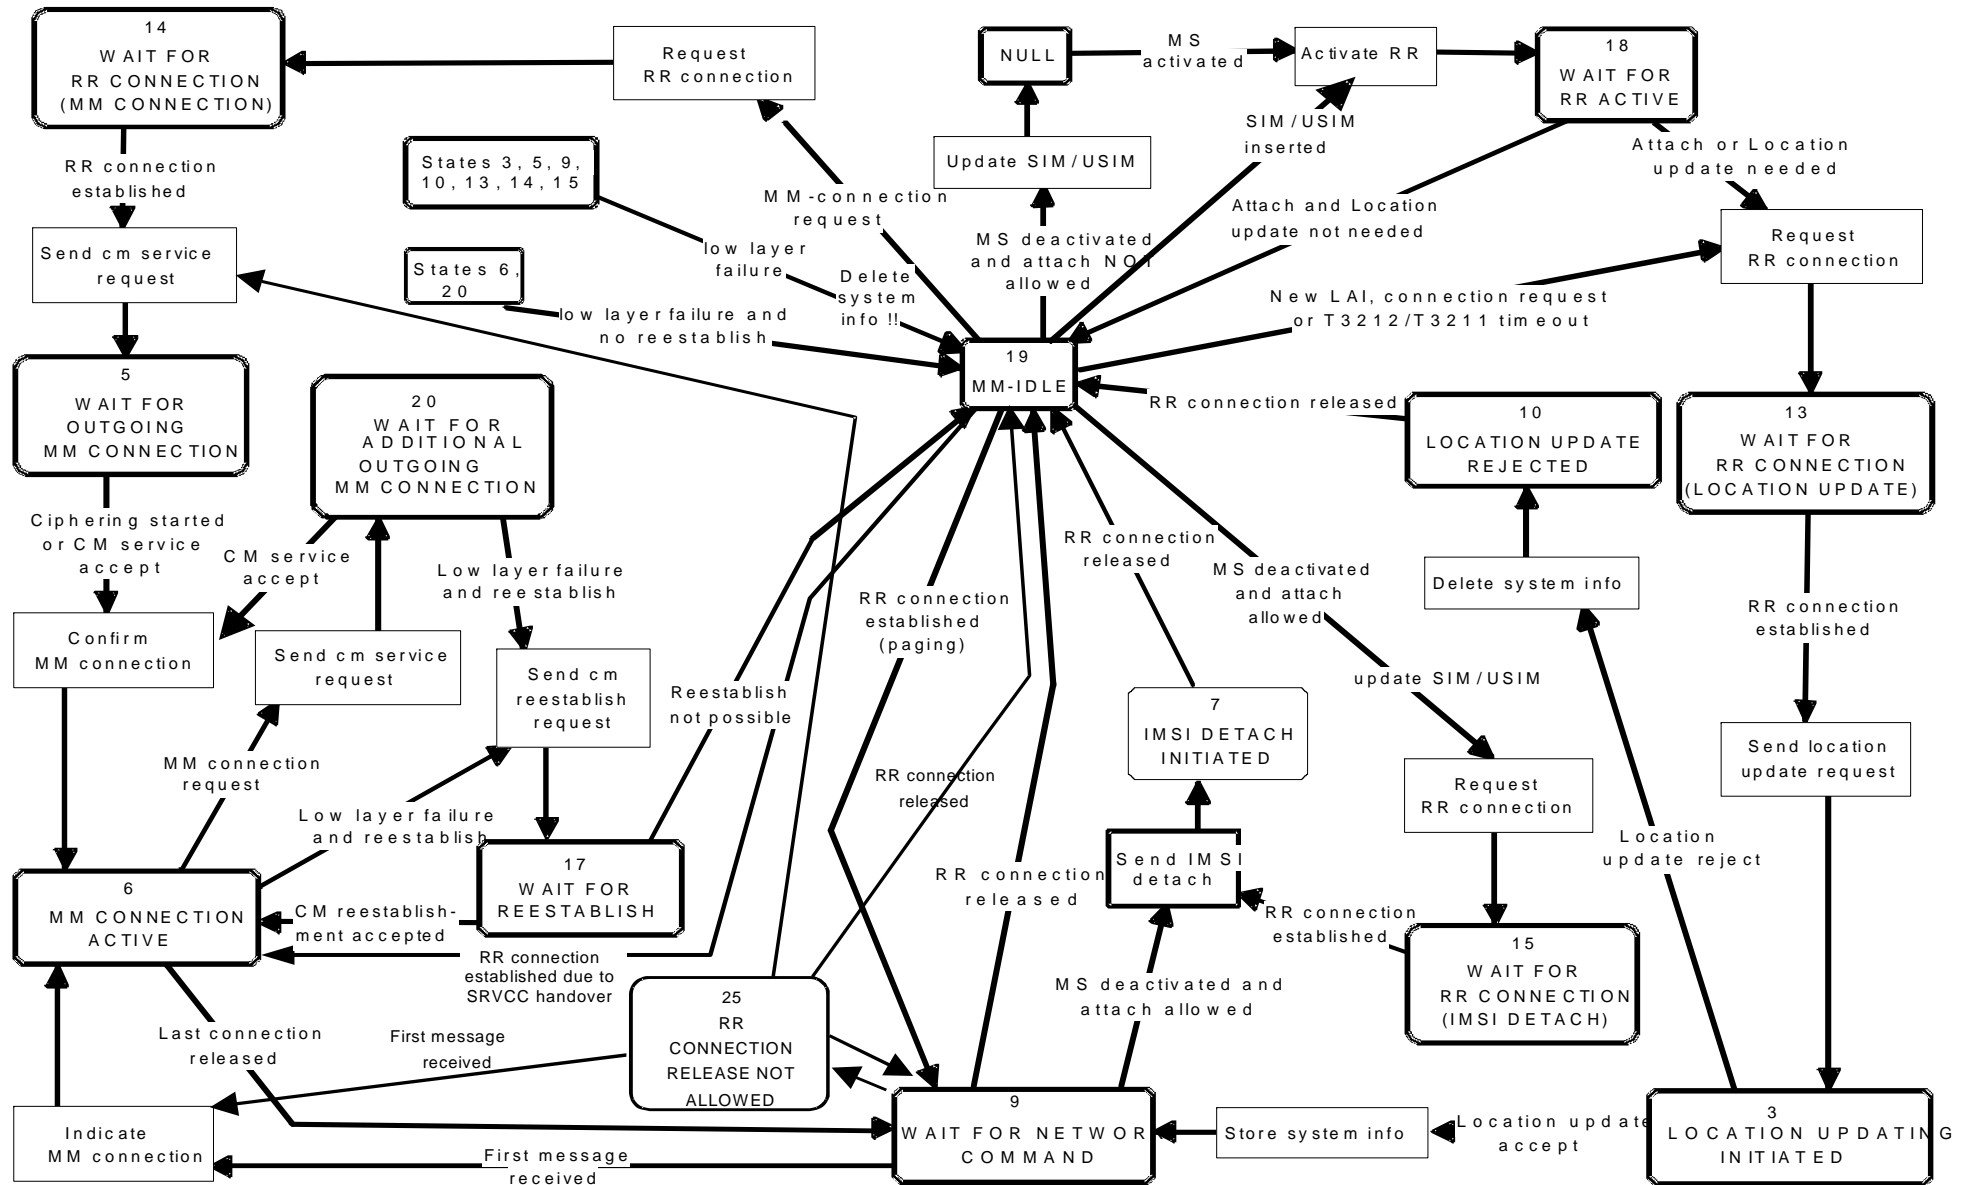 14
WAIT FOR
RR CONNECTION
(MM CONNECTION)
Request
RR connection
NULL
MS
activated
Activate RR
18
WAIT FOR
RR ACTIVE
RR connection
established
States 3, 5, 9,
10, 13, 14, 15
Update SIM/USIM
SIM/USIM
inserted
Attach or Location
update needed
MM-connection
request
Attach and Location
update not needed
Send cm service
request
low layer
failure
MS deactivated
and attach NOT
allowed
Request
RR connection
States 6,
20
Delete
system
info !!
New LAI, connection request
or T3212/T3211 timeout
low layer failure and
no reestablish
19
MM-IDLE
5
WAIT FOR
OUTGOING
MM CONNECTION
20
WAIT FOR
ADDITIONAL
OUTGOING
MM CONNECTION
RR connection released
10
LOCATION UPDATE
REJECTED
13
WAIT FOR
RR CONNECTION
(LOCATION UPDATE)
Ciphering started
or CM service
accept
CM service
accept
Low layer failure
and reestablish
RR connection
released
MS deactivated
and attach
allowed
Delete system info
RR connection
established
(paging)
RR connection
established
Confirm
MM connection
Send cm service
request
Send cm
reestablish
request
Reestablish
not possible
update SIM/USIM
7
IMSI DETACH
INITIATED
Send location
update request
MM connection
request
RR connection
released
Request
RR connection
Low layer failure
and reestablish
Location
update reject
17
WAIT FOR
REESTABLISH
Send IMSI
detach
RR connection
released
6
MM CONNECTION
ACTIVE
CM reestablish-
ment accepted
RR connection
established
RR connection
established due to
SRVCC handover
15
WAIT FOR
RR CONNECTION
(IMSI DETACH)
MS deactivated and
attach allowed
25
RR
CONNECTION
RELEASE NOT
ALLOWED
Last connection
released
First message
received
Indicate
MM connection
First message
received
9
WAIT FOR NETWOR
COMMAND
Store system info
Location update
accept
3
LOCATION UPDATING
INITIATED